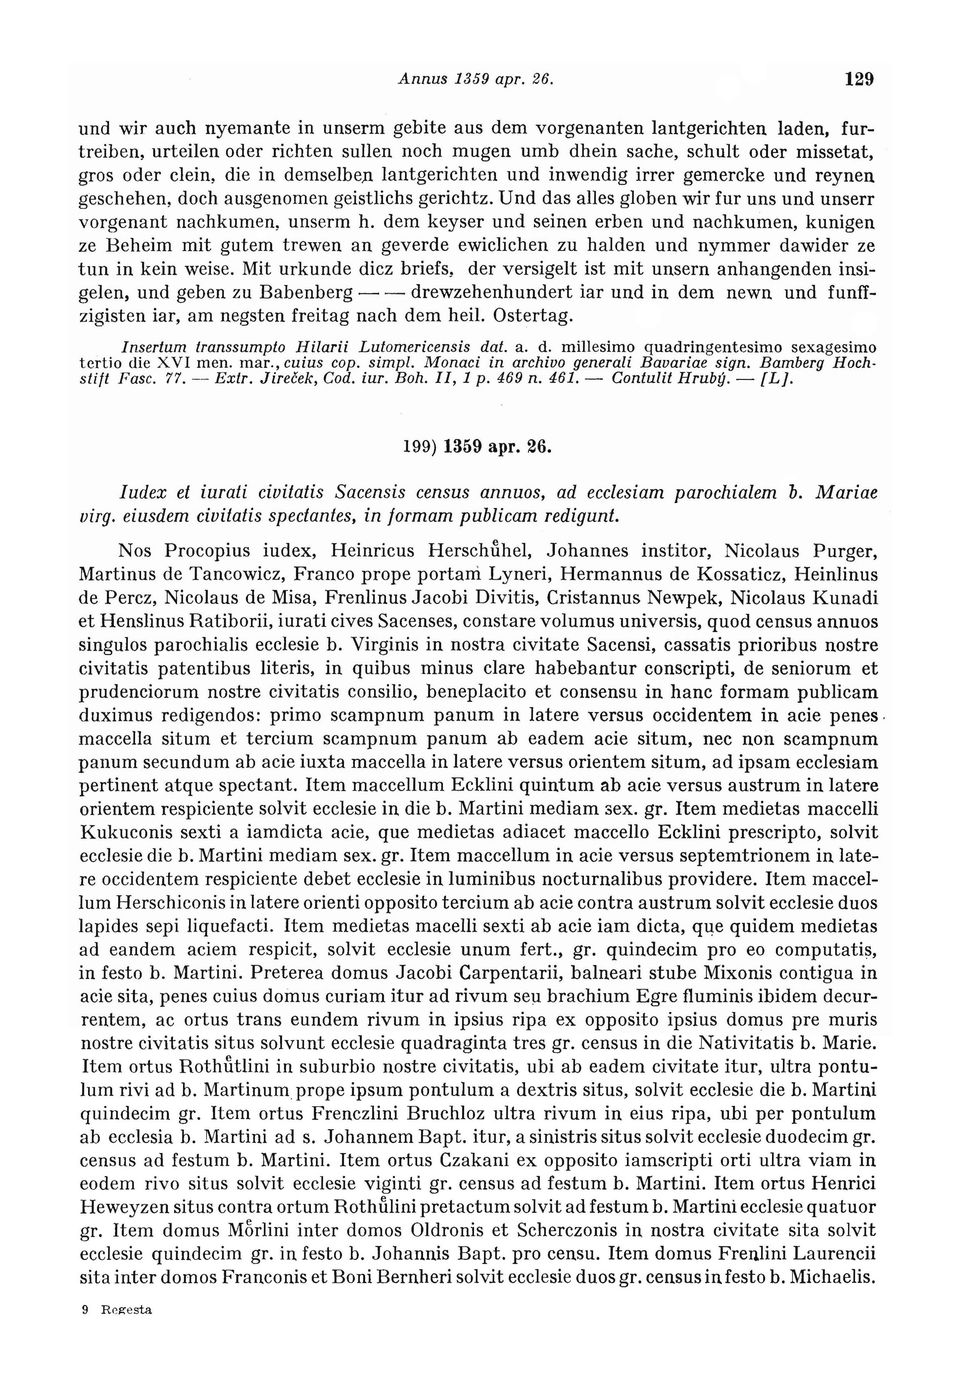 Annus 1359 apr. 26. 129
und wir auch nyemante in unserm gebite aus dem vorgenanten lantgerichten laden, fur-
treiben, urteilen oder richten sullen noch mugen umb dhein sache, schult oder missetat,
gros oder clein, die in demselben lantgerichten und inwendig irrer gemercke und reynen
geschehen, doch ausgenomen geistlichs gerichtz. Und das alles globen wir fur uns und unserr
vorgenant nachkumen, unserm h. dem keyser und seinen erben und nachkumen, kunigen
ze Beheim mit gutem trewen an geverde ewiclichen zu halden und nymmer dawider ze
tun in kein weise. Mit urkunde dicz briefs, der versigelt ist mit unsern anhangenden insi-
gelen, und geben zu Babenberg — — drewzehenhundert iar und in dem newn und funff-
zigisten iar, am negsten freitag nach dem heil. Ostertag.
Insertum transsumpto Hilarii Lutomericensis dat. a. d. millesimo quadringentesimo sexagesimo
tertio die XVI men. mar., cuius cop. simpl. Monaci in archivo generali Bavariae sign. Bamberg Hoch-
stift Fasc. 77. — Extr. Jireček, Cod. iur. Boh. II, 1 p. 469 n. 461. — Contulit Hrubý. — [L].
199) 1359 apr. 26.
Iudex et iurati civitatis Sacensis census annuos, ad ecclesiam parochialem b. Mariae
virg. eiusdem civitatis spectantes, in formam publicam redigunt.
Nos Procopius iudex, Heinricus Herschuͤhel, Johannes institor, Nicolaus Purger,
Martinus de Tancowicz, Franco prope portam Lyneri, Hermannus de Kossaticz, Heinlinus
de Percz, Nicolaus de Misa, Frenlinus Jacobi Divitis, Cristannus Newpek, Nicolaus Kunadi
et Henslinus Ratiborii, iurati cives Sacenses, constare volumus universis, quod census annuos
singulos parochialis ecclesie b. Virginis in nostra civitate Sacensi, cassatis prioribus nostre
civitatis patentibus literis, in quibus minus clare habebantur conscripti, de seniorum et
prudenciorum nostre civitatis consilio, beneplacito et consensu in hanc formam publicam
duximus redigendos: primo scampnum panum in latere versus occidentem in acie penes
maccella situm et tercium scampnum panum ab eadem acie situm, nec non scampnum
panum secundum ab acie iuxta maccella in latere versus orientem situm, ad ipsam ecclesiam
pertinent atque spectant. Item maccellum Ecklini quintum ab acie versus austrum in latere
orientem respiciente solvit ecclesie in die b. Martini mediam sex. gr. Item medietas maccelli
Kukuconis sexti a iamdicta acie, que medietas adiacet maccello Ecklini prescripto, solvit
ecclesie die b. Martini mediam sex. gr. Item maccellum in acie versus septemtrionem in late-
re occidentem respiciente debet ecclesie in luminibus nocturnalibus providere. Item maccel-
lum Herschiconis in latere orienti opposito tercium ab acie contra austrum solvit ecclesie duos
lapides sepi liquefacti. Item medietas macelli sexti ab acie iam dicta, que quidem medietas
ad eandem aciem respicit, solvit ecclesie unum fert., gr. quindecim pro eo computatis,
in festo b. Martini. Preterea domus Jacobi Carpentarii, balneari stube Mixonis contigua in
acie sita, penes cuius domus curiam itur ad rivum seu brachium Egre fluminis ibidem decur-
rentem, ac ortus trans eundem rivum in ipsius ripa ex opposito ipsius domus pre muris
nostre civitatis situs solvunt ecclesie quadraginta tres gr. census in die Nativitatis b. Marie.
Item ortus Rothuͤtlini in suburbio nostre civitatis, ubi ab eadem civitate itur, ultra pontu-
lum rivi ad b. Martinum prope ipsum pontulum a dextris situs, solvit ecclesie die b. Martini
quindecim gr. Item ortus Frenczlini Bruchloz ultra rivum in eius ripa, ubi per pontulum
ab ecclesia b. Martini ad s. Johannem Bapt. itur, a sinistris situs solvit ecclesie duodecim gr.
census ad festum b. Martini. Item ortus Czakani ex opposito iamscripti orti ultra viam in
eodem rivo situs solvit ecclesie viginti gr. census ad festum b. Martini. Item ortus Henrici
Heweyzen situs contra ortum Rothuͤlini pretactum solvit ad festum b. Martini ecclesie quatuor
gr. Item domus Moͤrlini inter domos Oldronis et Scherczonis in nostra civitate sita solvit
ecclesie quindecim gr. in festo b. Johannis Bapt. pro censu. Item domus Frenlini Laurencii
sita inter domos Franconis et Boni Bernheri solvit ecclesie duos gr. census in festo b. Michaelis.
9 Regesta